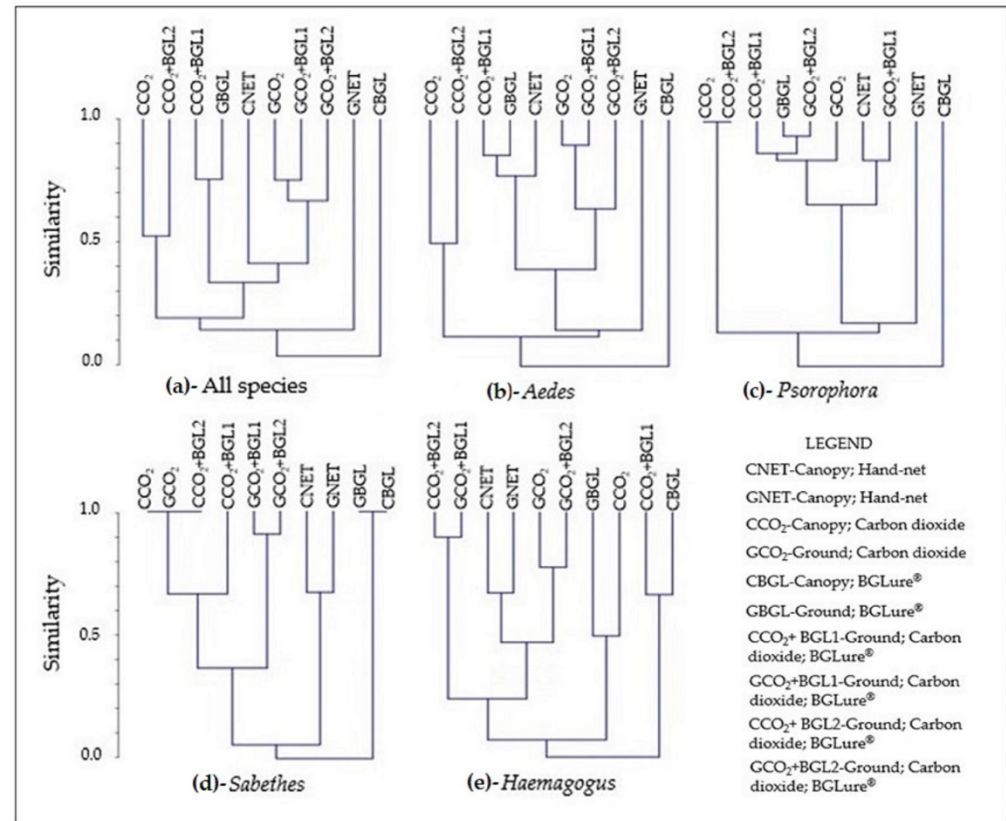 CCO₂
CCO₂+BGL2
CCO₂+BGL1
GBGL
CNET
GCO₂
GCO₂+BGL1
GCO₂+BGL2
GNET
CBGL
CCO₂
CCO₂+BGL2
CCO₂+BGL1
GBGL
CNET
GCO₂
GCO₂+BGL1
GCO₂+BGL2
GNET
CBGL
CCO₂
CCO₂+BGL2
CCO₂+BGL1
GBGL
GCO₂+BGL2
GCO₂
CNET
GCO₂+BGL1
GNET
CBGL
Similarity
1.0
0.5
0.0
(a)- All species
(b)- Aedes
(c)- Psorophora
CCO₂
GCO₂
CCO₂+BGL2
CCO₂+BGL1
GCO₂+BGL1
GCO₂+BGL2
CNET
GNET
GBGL
CBGL
CCO₂+BGL2
GCO₂+BGL1
CNET
GNET
GCO₂
GCO₂+BGL2
GBGL
CCO₂
CCO₂+BGL1
CBGL
Similarity
1.0
0.5
0.0
(d)- Sabethes
(e)- Haemagogus
LEGEND
CNET-Canopy; Hand-net
GNET-Canopy; Hand-net
CCO₂-Canopy; Carbon dioxide
GCO₂-Ground; Carbon dioxide
CBGL-Canopy; BGLure®
GBGL-Ground; BGLure®
CCO₂+ BGL1-Ground; Carbon
dioxide; BGLure®
GCO₂+BGL1-Ground; Carbon
dioxide; BGLure®
CCO₂+ BGL2-Ground; Carbon
dioxide; BGLure®
GCO₂+BGL2-Ground; Carbon
dioxide; BGLure®